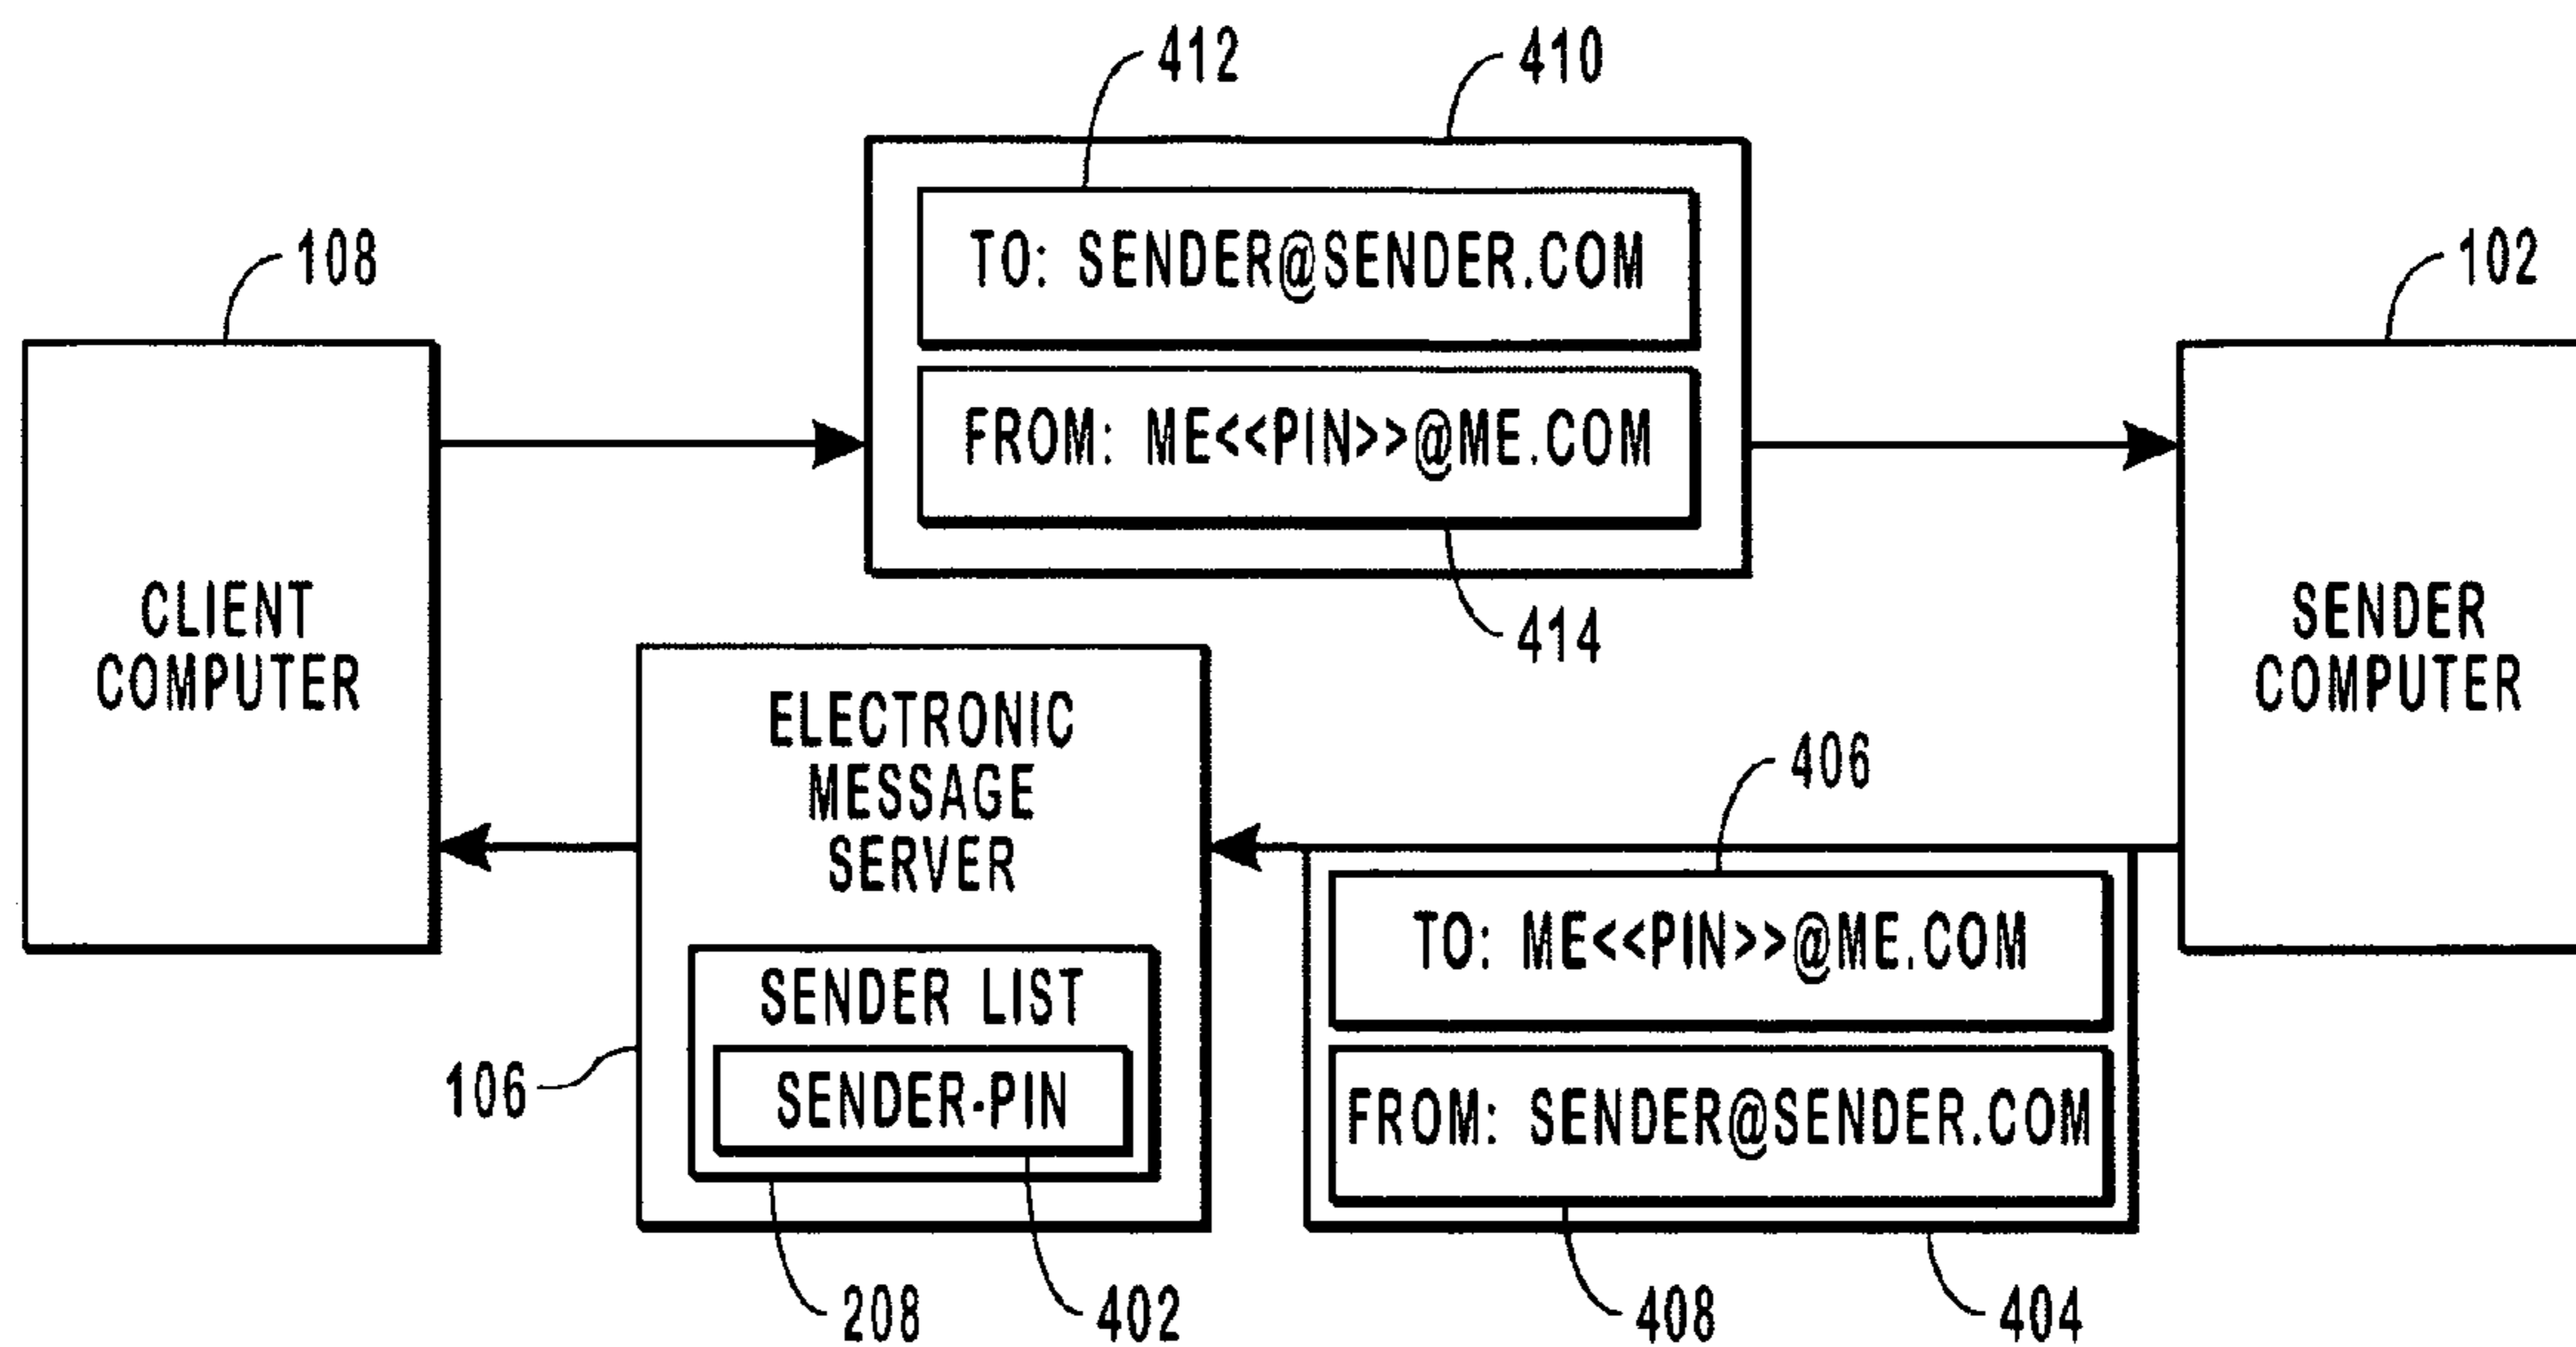 412
410
108
TO: SENDER@SENDER.COM
102
FROM: ME<<PIN>>@ME.COM
CLIENT
COMPUTER
SENDER
COMPUTER
414
ELECTRONIC
MESSAGE
SERVER
406
TO: ME<<PIN>>@ME.COM
SENDER LIST
106
SENDER-PIN
FROM: SENDER@SENDER.COM
208
402
408
404